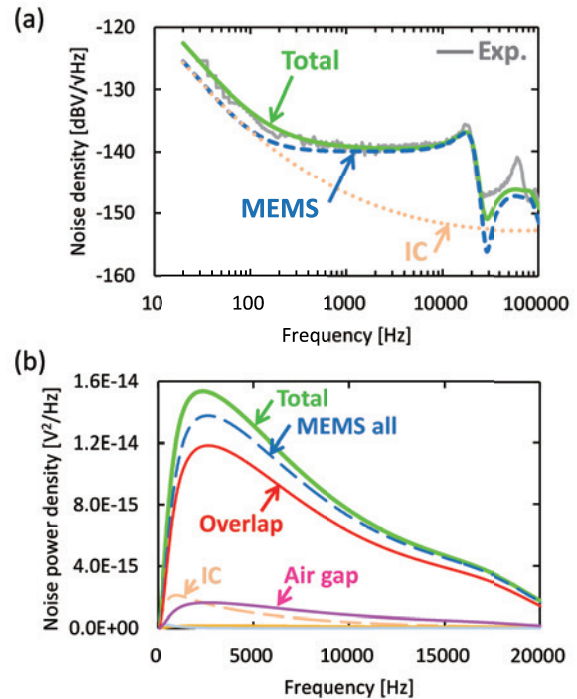 (a)
-120
-130
-140
-150
-160
Noise density [dBV/√Hz]
Total
Exp.
MEMS
IC
10 100 1000 10000 100000
Frequency [Hz]
(b)
1.6E-14
1.2E-14
8.0E-15
4.0E-15
0.0E+00
Noise power density [V²/Hz]
Total
MEMS all
Overlap
IC
Air gap
0 5000 10000 15000 20000
Frequency [Hz]